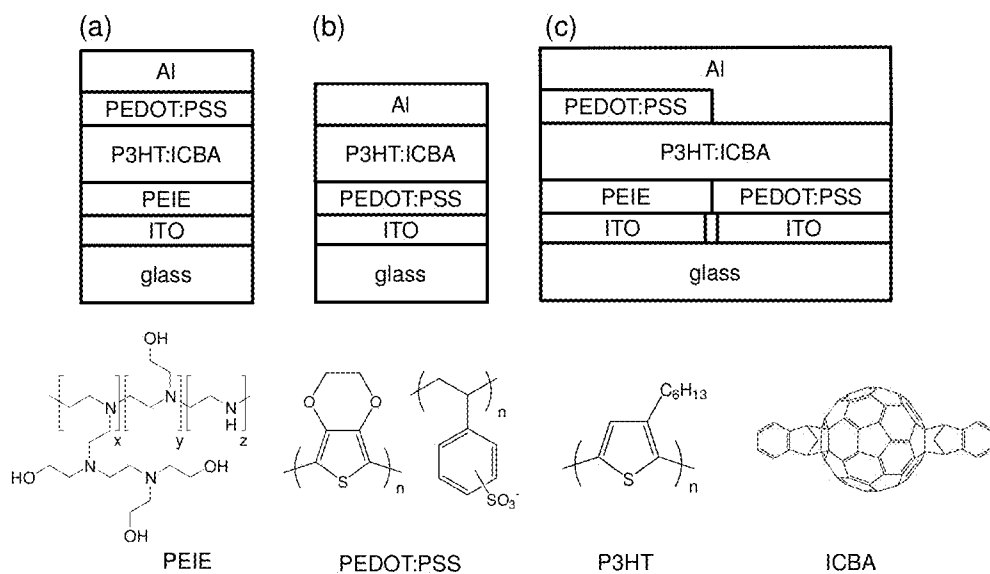 (a)
(b)
(c)
Al
PEDOT:PSS
P3HT:ICBA
PEIE
ITO
glass
Al
P3HT:ICBA
PEDOT:PSS
ITO
glass
Al
PEDOT:PSS
P3HT:ICBA
PEIE
PEDOT:PSS
ITO
ITO
glass
OH
N
N
N
H
x
y
z
HO
N
N
OH
OH
O
O
S
n
n
SO₃⁻
C₆H₁₃
S
n
PEIE
PEDOT:PSS
P3HT
ICBA